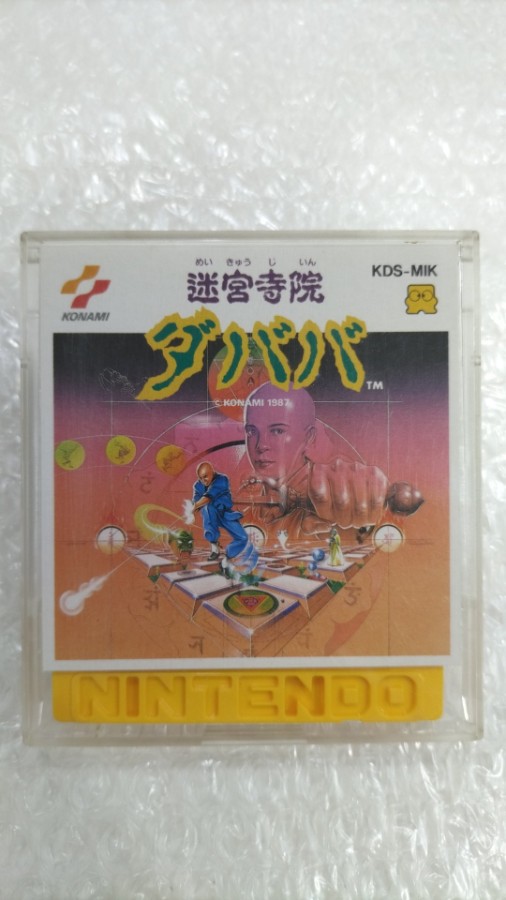 めい きゅう じ いん
迷宮寺院
KDS-MIK
KONAMI
ダババ
TM
© KONAMI 1987
NINTENDO